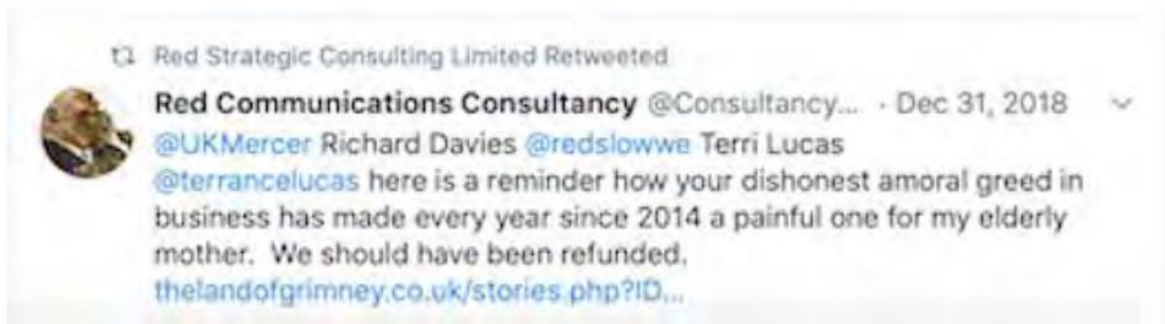 Red Strategic Consulting Limited Retweeted
Red Communications Consultancy @Consultancy... · Dec 31, 2018
@UKMercer Richard Davies @redslowwe Terri Lucas
@terrancelucas here is a reminder how your dishonest amoral greed in
business has made every year since 2014 a painful one for my elderly
mother.  We should have been refunded.
thelandofgrimney.co.uk/stories.php?ID...